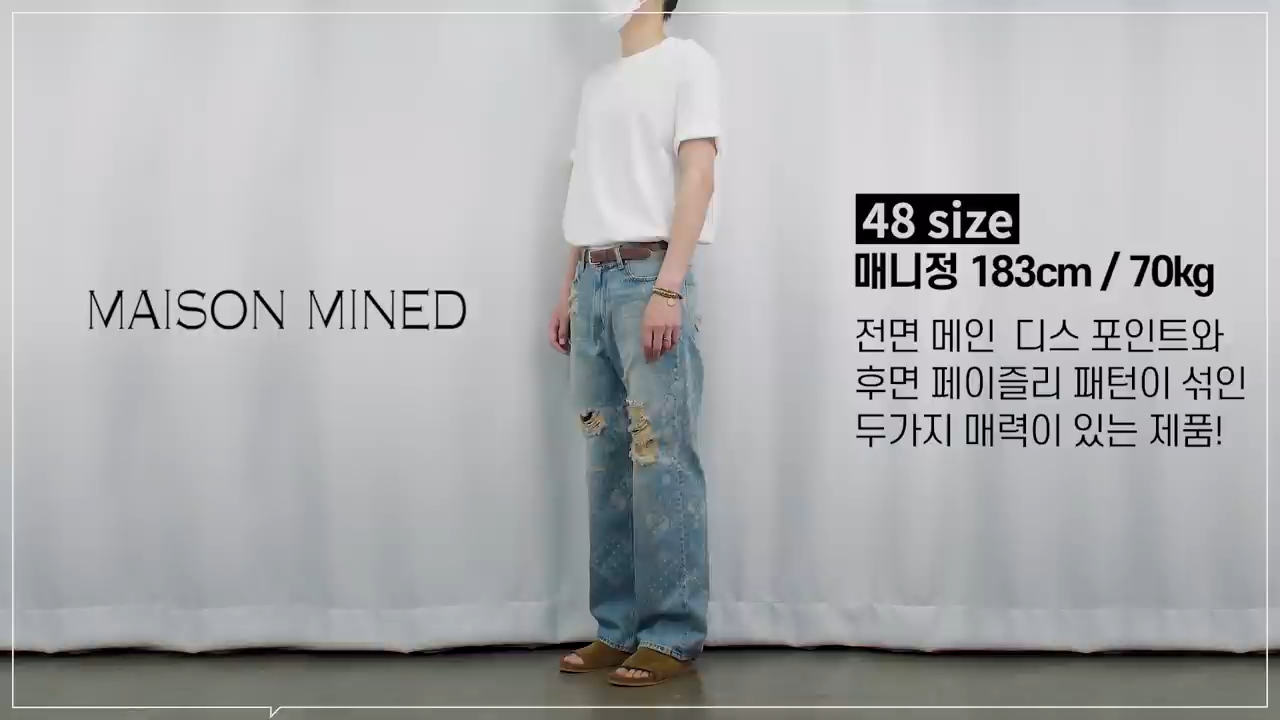 MAISON MINED
48 size
매니정 183cm / 70kg
전면 메인 디스 포인트와
후면 페이즐리 패턴이 섞인
두가지 매력이 있는 제품!